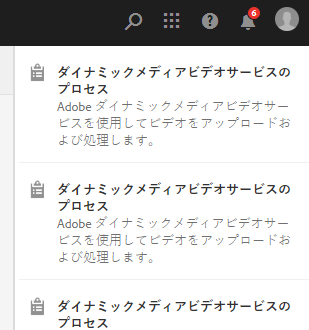 6
ダイナミックメディアビデオサービスの
プロセス
Adobe ダイナミックメディアビデオサー
ビスを使用してビデオをアップロードお
よび処理します。
ダイナミックメディアビデオサービスの
プロセス
Adobe ダイナミックメディアビデオサー
ビスを使用してビデオをアップロードお
よび処理します。
ダイナミックメディアビデオサービスの
プロセス